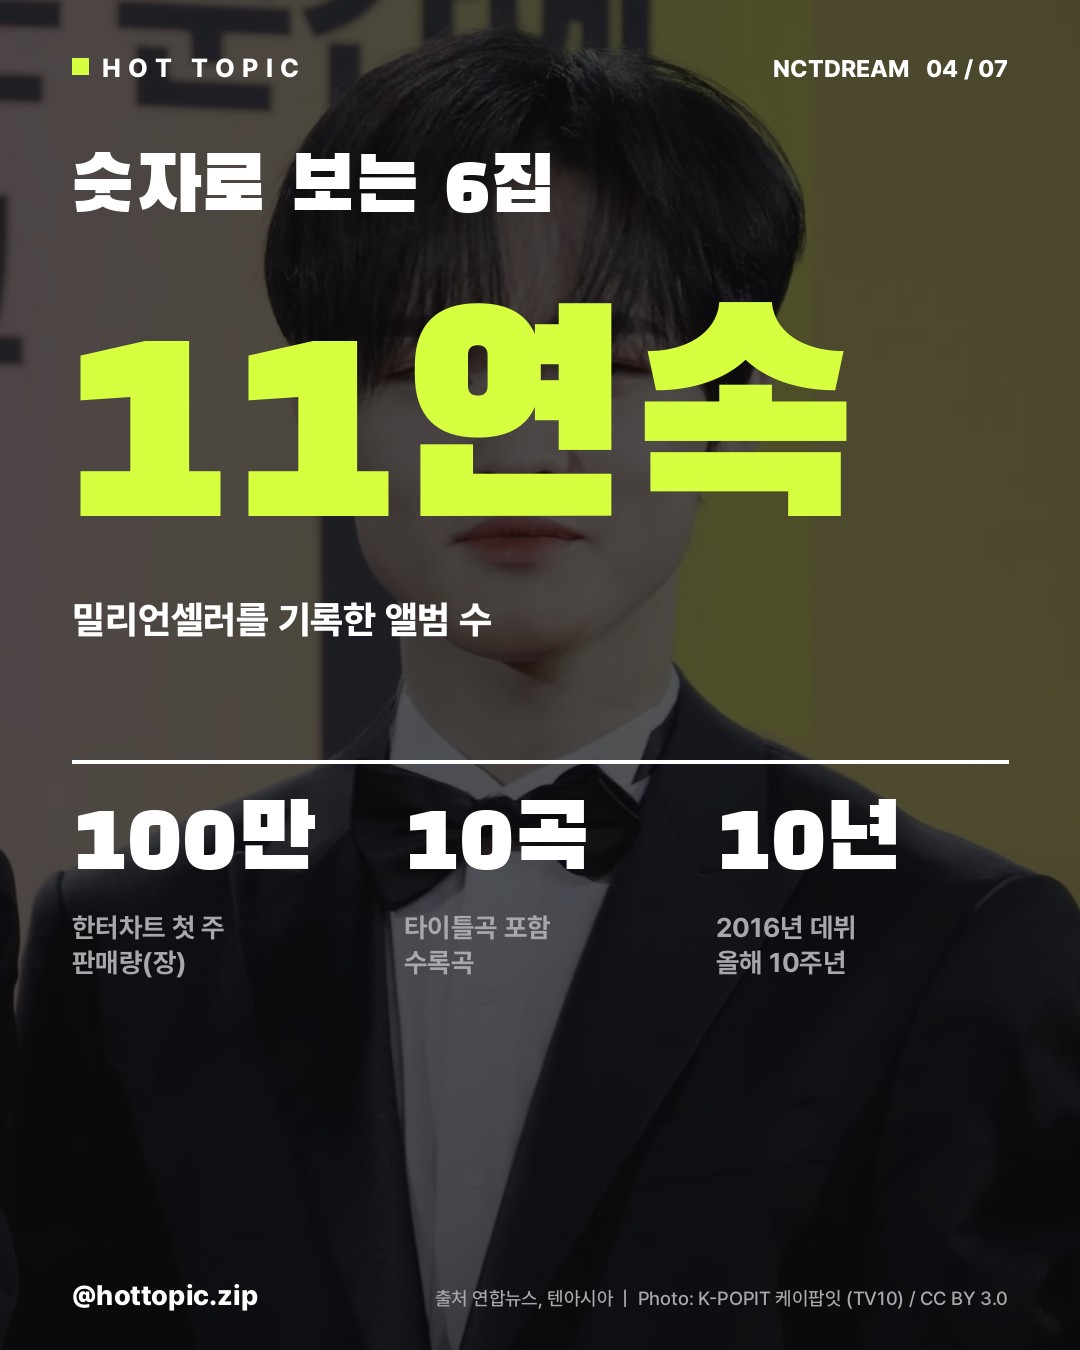 HOT TOPIC
NCTDREAM 04 / 07
숫자로 보는 6집
11연속
밀리언셀러를 기록한 앨범 수
100만
한터차트 첫 주
판매량(장)
10곡
타이틀곡 포함
수록곡
10년
2016년 데뷔
올해 10주년
@hottopic.zip
출처 연합뉴스, 텐아시아 | Photo: K-POPIT 케이팝잇 (TV10) / CC BY 3.0